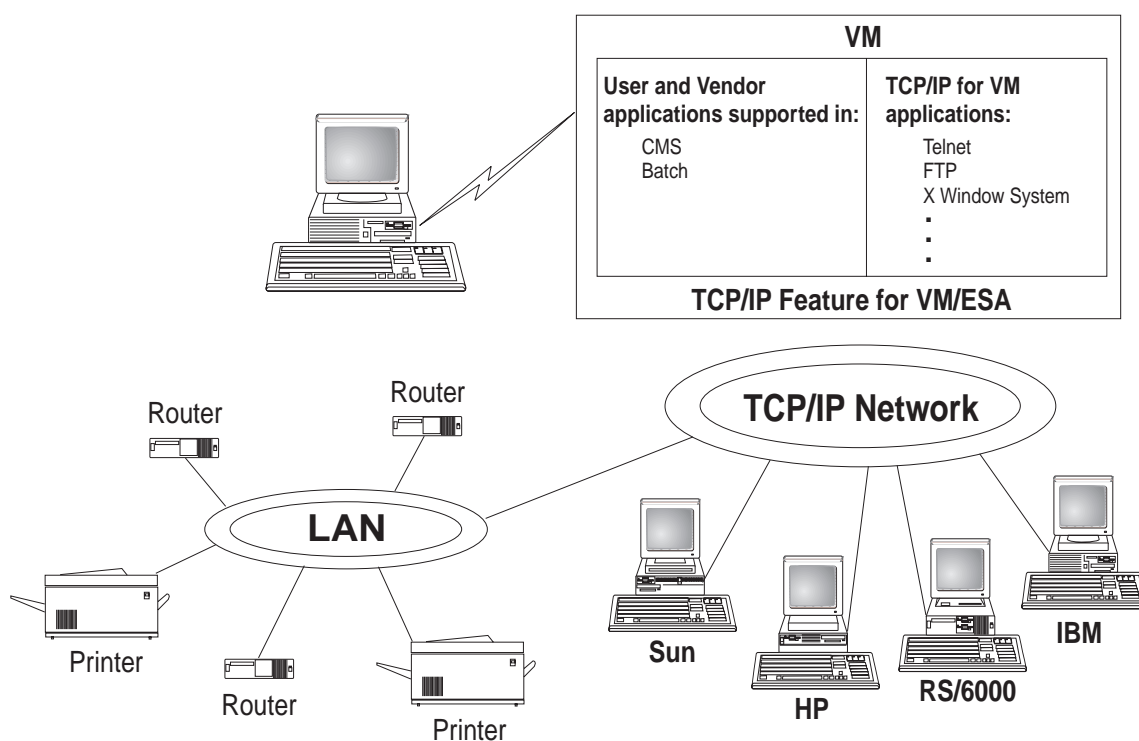 VM
User and Vendor
applications supported in:
CMS
Batch
TCP/IP for VM
applications:
Telnet
FTP
X Window System
TCP/IP Feature for VM/ESA
TCP/IP Network
Router
Router
LAN
Printer
Router
Printer
Sun
HP
RS/6000
IBM